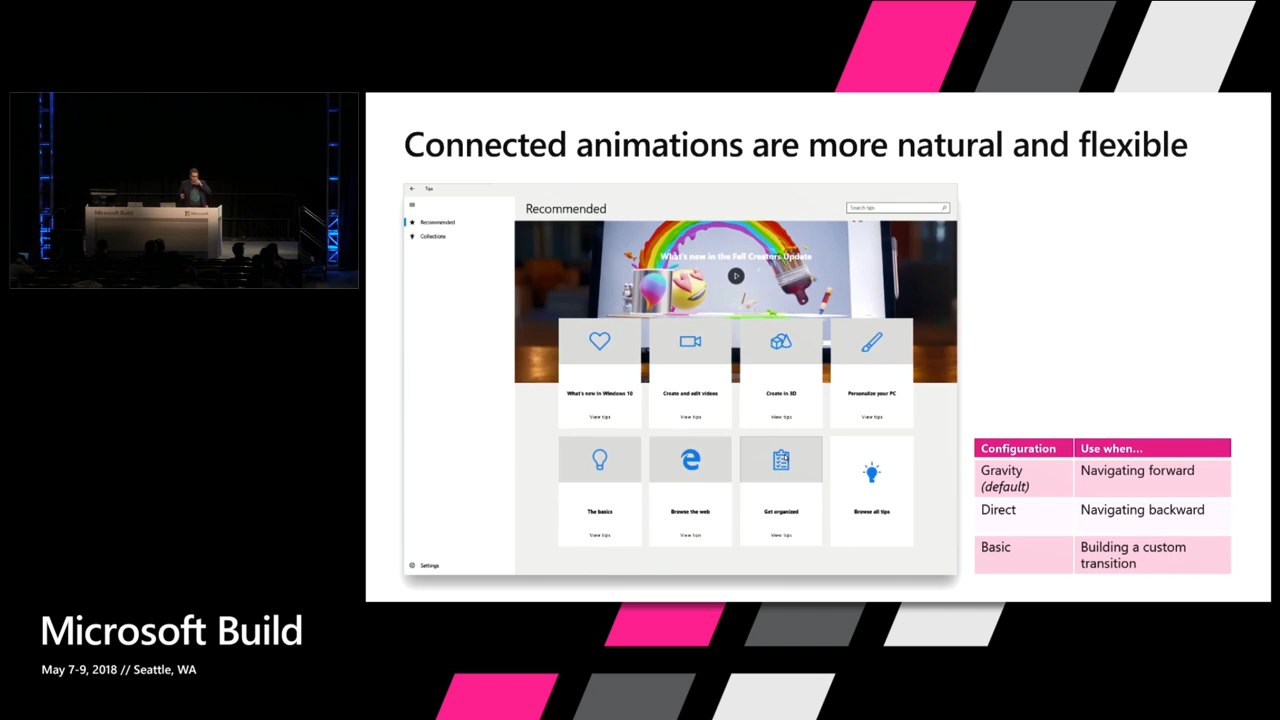 Connected animations are more natural and flexible
Tips
Recommended
Search tips
Recommended
Collections
What's new in the Fall Creators Update
What's new in Windows 10
Create and edit videos
Create in 3D
Personalize your PC
View tips
View tips
View tips
View tips
The basics
Browse the web
Get organized
Browse all tips
View tips
View tips
View tips
Settings
Configuration
Use when...
Gravity
(default)
Navigating forward
Direct
Navigating backward
Basic
Building a custom
transition
Microsoft Build
Microsoft
Microsoft Build
May 7-9, 2018 // Seattle, WA